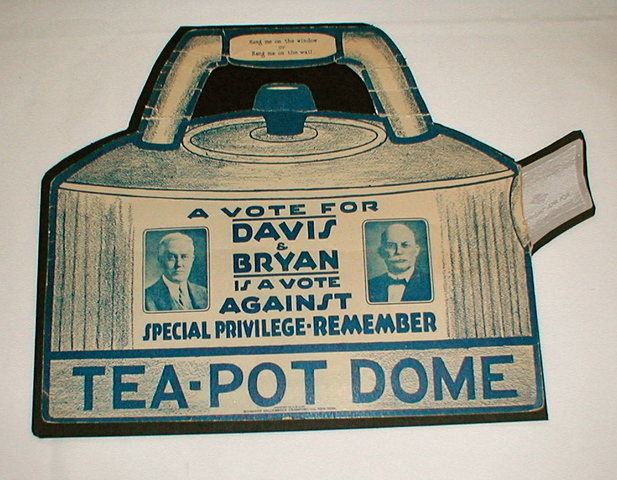 Hang me on the window
or
Hang me on the wall.
A VOTE FOR
DAVIS
&
BRYAN
IS A VOTE
AGAINST
SPECIAL PRIVILEGE-REMEMBER
TEA-POT DOME